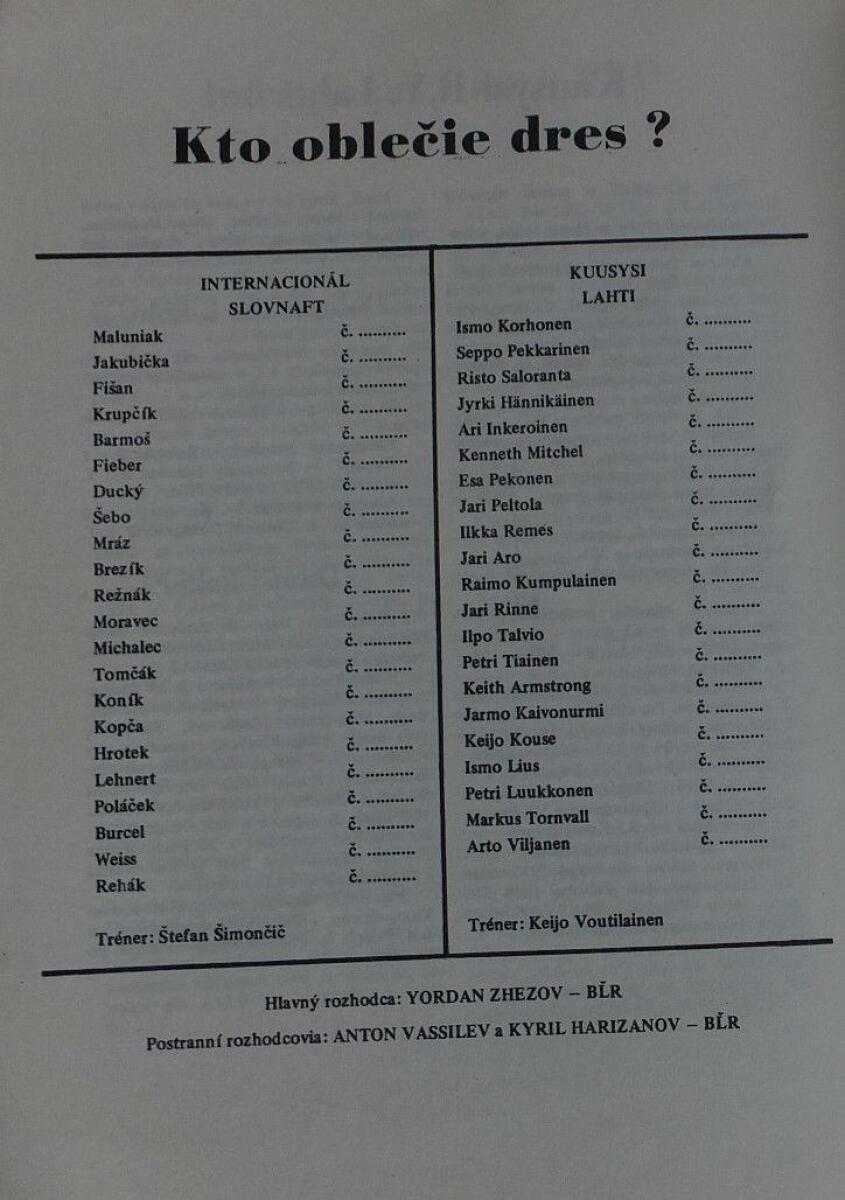 Kto oblečie dres ?
INTERNACIONÁL
SLOVNAFT
Maluniak č. ..........
Jakubička č. ..........
Fišan č. ..........
Krupčík č. ..........
Barmoš č. ..........
Fieber č. ..........
Ducký č. ..........
Šebo č. ..........
Mráz č. ..........
Brezík č. ..........
Režnák č. ..........
Moravec č. ..........
Michalec č. ..........
Tomčák č. ..........
Koník č. ..........
Kopča č. ..........
Hrotek č. ..........
Lehnert č. ..........
Poláček č. ..........
Burcel č. ..........
Weiss č. ..........
Rehák č. ..........
Tréner: Štefan Šimončič
KUUSYSI
LAHTI
Ismo Korhonen č. ..........
Seppo Pekkarinen č. ..........
Risto Saloranta č. ..........
Jyrki Hännikäinen č. ..........
Ari Inkeroinen č. ..........
Kenneth Mitchel č. ..........
Esa Pekonen č. ..........
Jari Peltola č. ..........
Ilkka Remes č. ..........
Jari Aro č. ..........
Raimo Kumpulainen č. ..........
Jari Rinne č. ..........
Ilpo Talvio č. ..........
Petri Tiainen č. ..........
Keith Armstrong č. ..........
Jarmo Kaivonurmi č. ..........
Keijo Kouse č. ..........
Ismo Lius č. ..........
Petri Luukkonen č. ..........
Markus Tornvall č. ..........
Arto Viljanen č. ..........
Tréner: Keijo Voutilainen
Hlavný rozhodca: YORDAN ZHEZOV – BĽR
Postranní rozhodcovia: ANTON VASSILEV a KYRIL HARIZANOV – BĽR